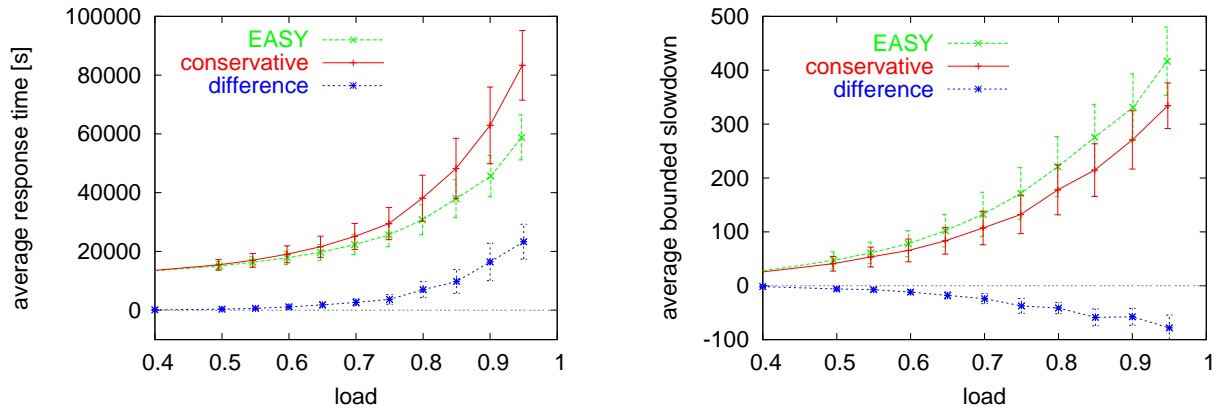 average response time [s]
100000
80000
60000
40000
20000
0
EASY
conservative
difference
0.4 0.5 0.6 0.7 0.8 0.9 1
load
average bounded slowdown
500
400
300
200
100
0
-100
EASY
conservative
difference
0.4 0.5 0.6 0.7 0.8 0.9 1
load